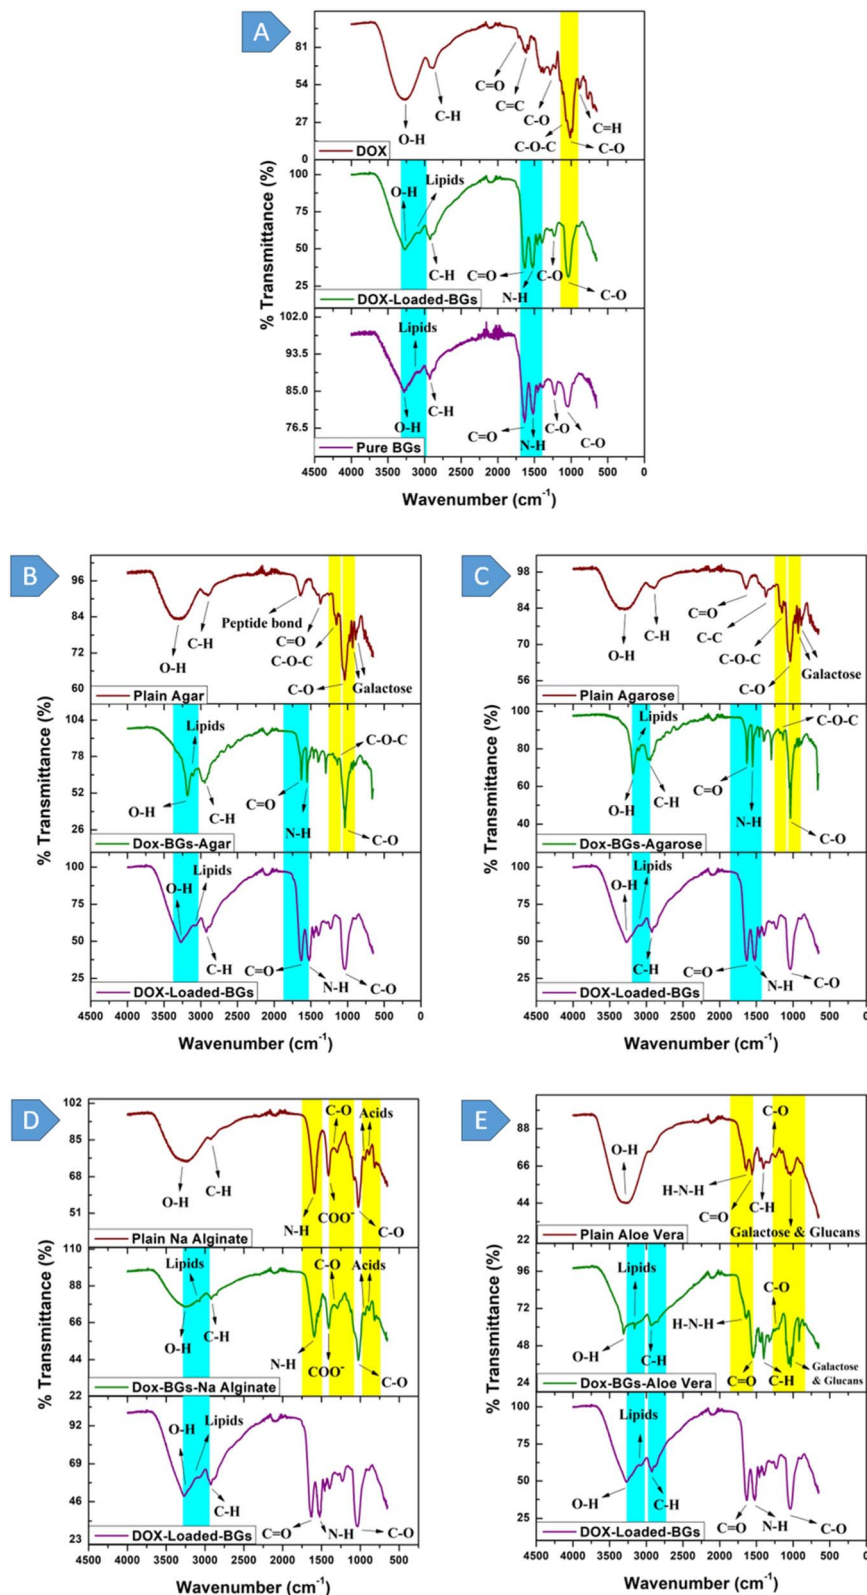 A
% Transmittance (%)
81
54
27
0
O-H
C-H
C=O
C=C
C-O
C-O-C
C=H
C-O
DOX
100
75
50
25
O-H
Lipids
C-H
C=O
N-H
C-O
C-O
DOX-Loaded-BGs
102.0
93.5
85.0
76.5
Lipids
O-H
C-H
C=O
N-H
C-O
C-O
Pure BGs
4500 4000 3500 3000 2500 2000 1500 1000 500 0
Wavenumber (cm-1)
B
% Transmittance (%)
96
84
72
60
O-H
C-H
Peptide bond
C=O
C-O-C
C-O
Galactose
Plain Agar
104
78
52
26
Lipids
O-H
C-H
C=O
N-H
C-O-C
C-O
Dox-BGs-Agar
100
75
50
25
O-H
Lipids
C-H
C=O
N-H
C-O
DOX-Loaded-BGs
4500 4000 3500 3000 2500 2000 1500 1000 500 0
Wavenumber (cm-1)
C
% Transmittance (%)
98
84
70
56
O-H
C-H
C=O
C-C
C-O-C
C-O
Galactose
Plain Agarose
100
80
60
40
Lipids
O-H
C-H
C=O
N-H
C-O-C
C-O
Dox-BGs-Agarose
100
75
50
25
O-H
Lipids
C-H
C=O
N-H
C-O
DOX-Loaded-BGs
4500 4000 3500 3000 2500 2000 1500 1000 500 0
Wavenumber (cm-1)
D
% Transmittance (%)
102
85
68
51
O-H
C-H
N-H
C-O
COO-
Acids
C-O
Plain Na Alginate
110
88
66
44
22
Lipids
O-H
C-H
N-H
C-O
COO-
Acids
C-O
Dox-BGs-Na Alginate
92
69
46
23
O-H
Lipids
C-H
C=O
N-H
C-O
DOX-Loaded-BGs
4500 4000 3500 3000 2500 2000 1500 1000 500 0
Wavenumber (cm-1)
E
% Transmittance (%)
88
66
44
22
O-H
H-N-H
C=O
C-H
C-O
Galactose & Glucans
Plain Aloe Vera
96
72
48
24
Lipids
O-H
C-H
H-N-H
C=O
C-O
C-H
Galactose
& Glucans
Dox-BGs-Aloe Vera
100
75
50
25
Lipids
O-H
C-H
C=O
N-H
C-O
DOX-Loaded-BGs
4500 4000 3500 3000 2500 2000 1500 1000 500 0
Wavenumber (cm-1)